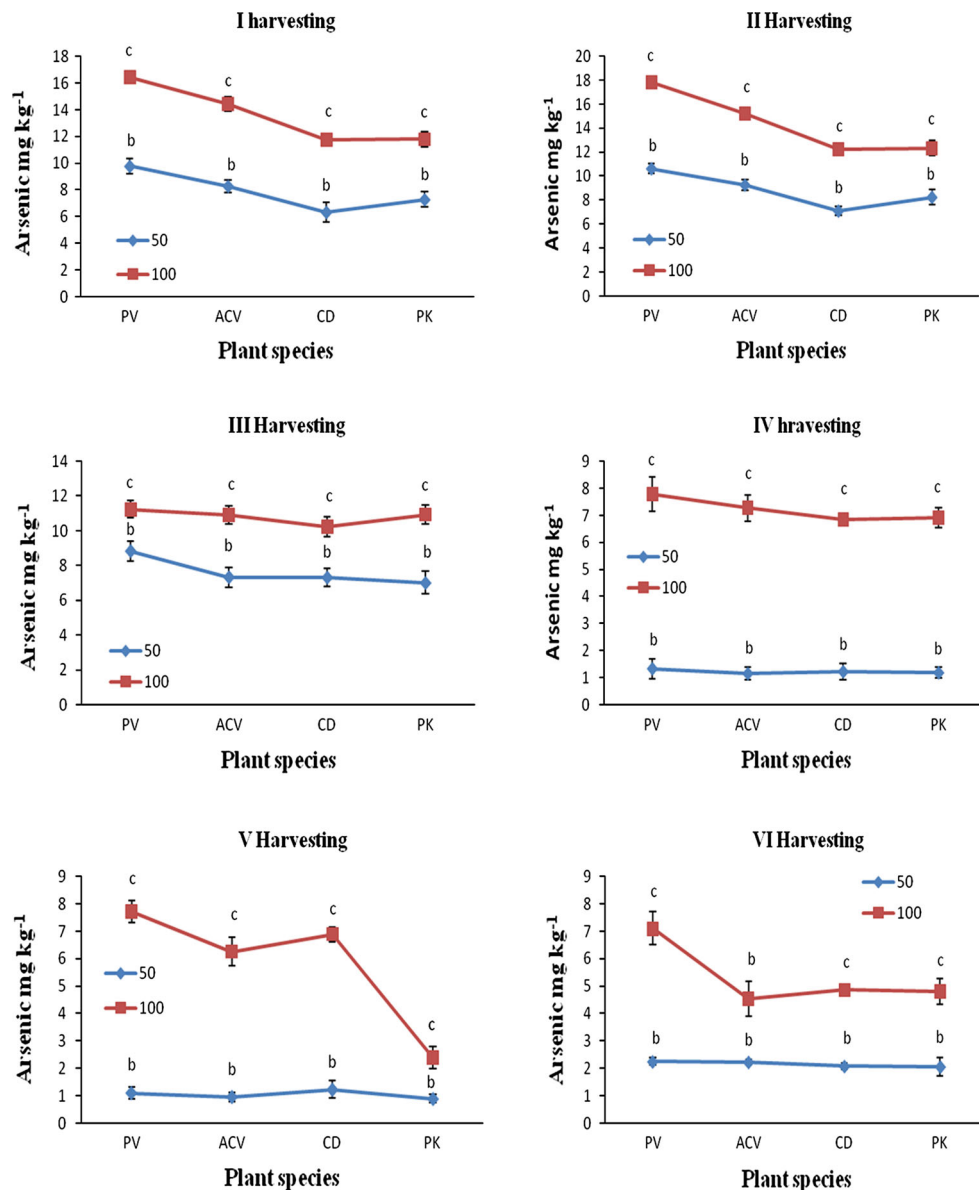 I harvesting
Arsenic mg kg⁻¹
18
16
14
12
10
8
6
4
2
0
c
c
c
c
b
b
b
b
50
100
PV ACV CD PK
Plant species
II Harvesting
Arsenic mg kg⁻¹
20
18
16
14
12
10
8
6
4
2
0
c
c
c
c
b
b
b
b
50
100
PV ACV CD PK
Plant species
III Harvesting
Arsenic mg kg⁻¹
14
12
10
8
6
4
2
0
c
c
c
c
b
b
b
b
50
100
PV ACV CD PK
Plant species
IV hravesting
Arsenic mg kg⁻¹
9
8
7
6
5
4
3
2
1
0
c
c
c
c
b
b
b
b
50
100
PV ACV CD PK
Plant species
V Harvesting
Arsenic mg kg⁻¹
9
8
7
6
5
4
3
2
1
0
c
c
c
c
b
b
b
b
50
100
PV ACV CD PK
Plant species
VI Harvesting
Arsenic mg kg⁻¹
9
8
7
6
5
4
3
2
1
0
50
100
c
b
c
c
b
b
b
b
PV ACV CD PK
Plant species